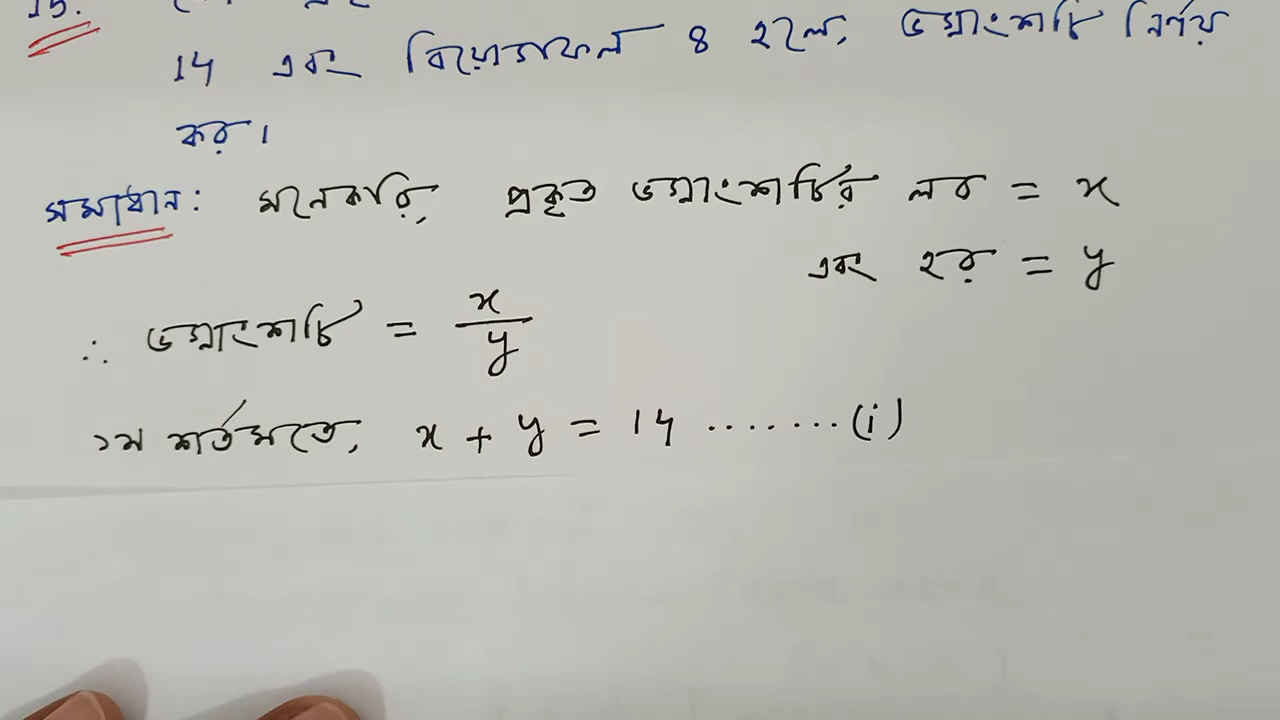 15.
14 এবং বিয়োগফল 8 হলে, ভগ্নাংশটি নির্ণয়
কর।
সমাধান: মনেকরি, প্রকৃত ভগ্নাংশটির লব = x
এবং হর = y
∴ ভগ্নাংশটি = x/y
১ম শর্তমতে, x + y = 14 ........(i)